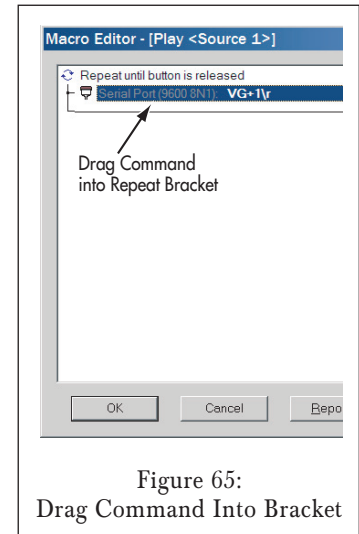 Macro Editor - [Play <Source 1>]
Repeat until button is released
Serial Port (9600 8N1): VG+1\r
Drag Command
into Repeat Bracket
OK Cancel Repo
Figure 65:
Drag Command Into Bracket